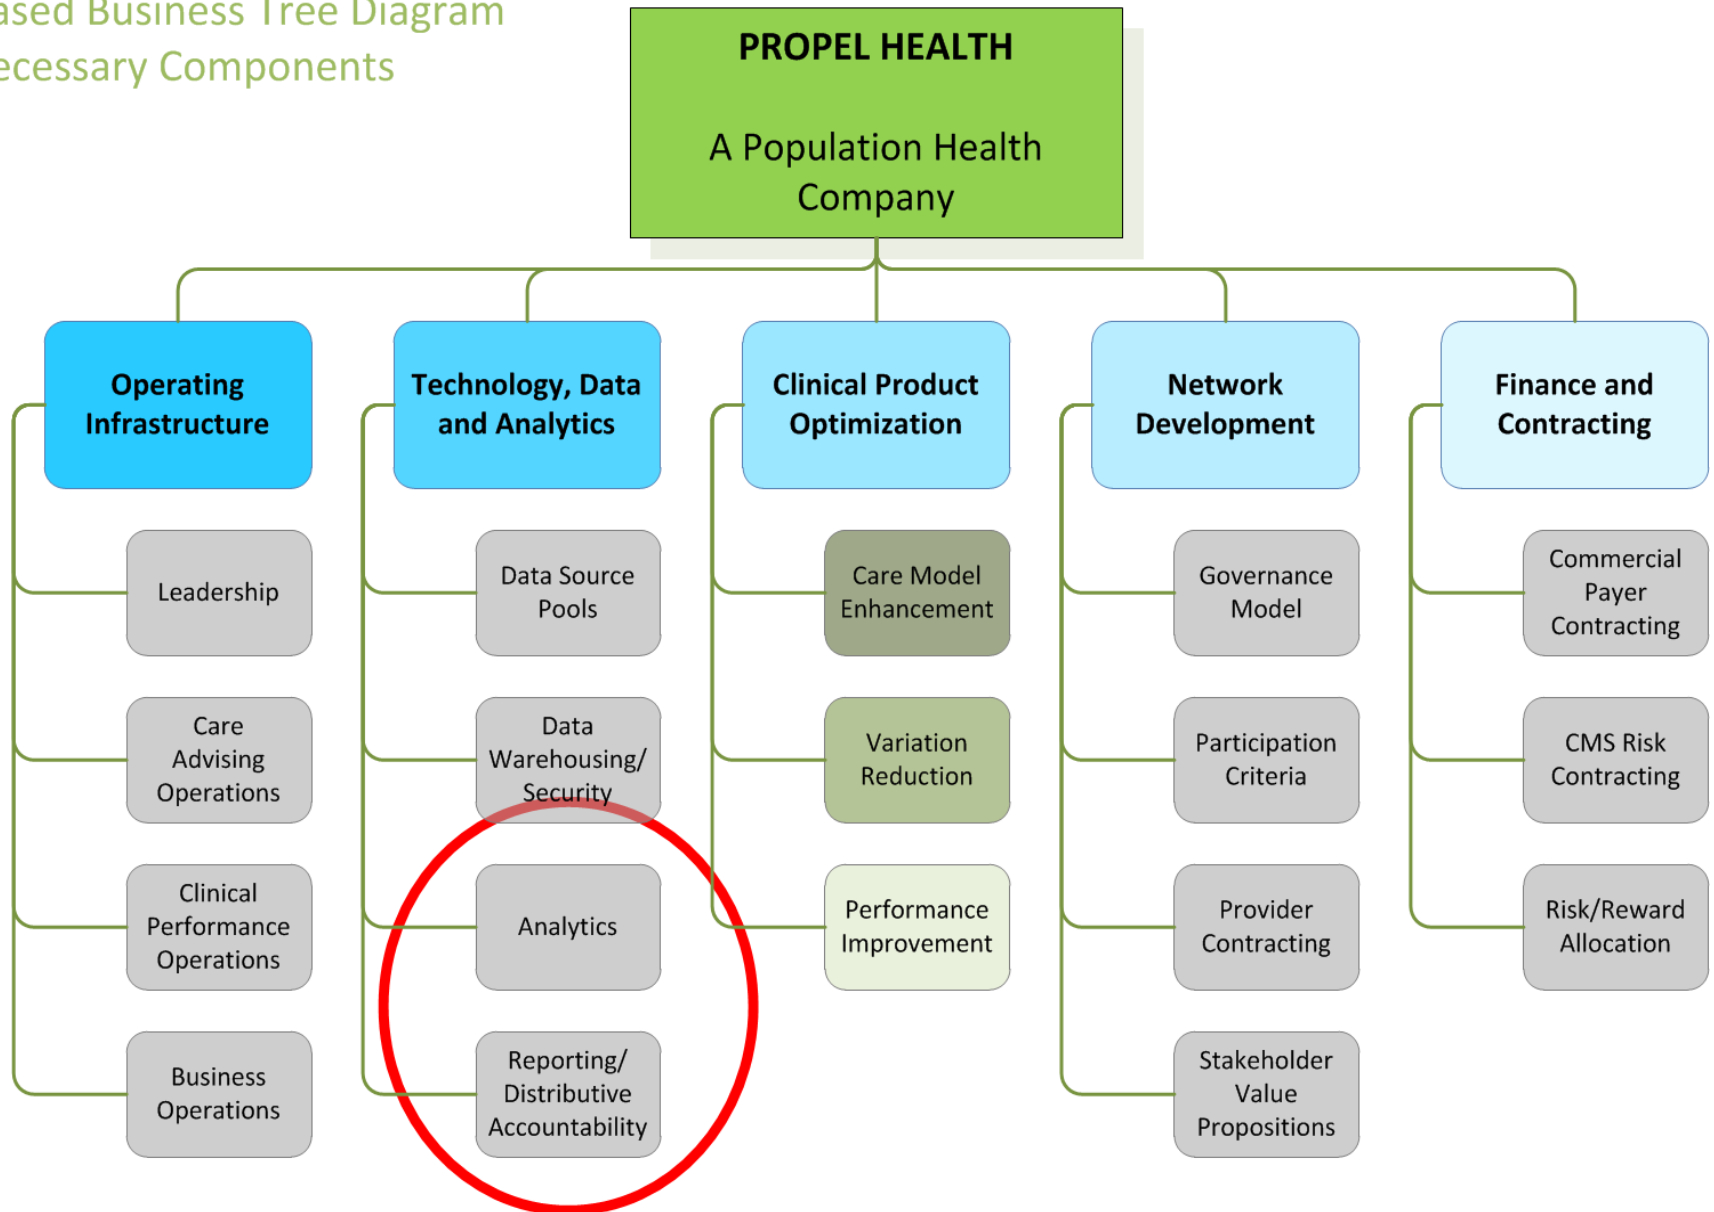 Business Tree Diagram
Components
PROPEL HEALTH
A Population Health
Company
Operating
Infrastructure
Technology, Data
and Analytics
Clinical Product
Optimization
Network
Development
Finance and
Contracting
Leadership
Care
Advising
Operations
Clinical
Performance
Operations
Business
Operations
Data Source
Pools
Data
Warehousing/
Security
Analytics
Reporting/
Distributive
Accountability
Care Model
Enhancement
Variation
Reduction
Performance
Improvement
Governance
Model
Participation
Criteria
Provider
Contracting
Stakeholder
Value
Propositions
Commercial
Payer
Contracting
CMS Risk
Contracting
Risk/Reward
Allocation